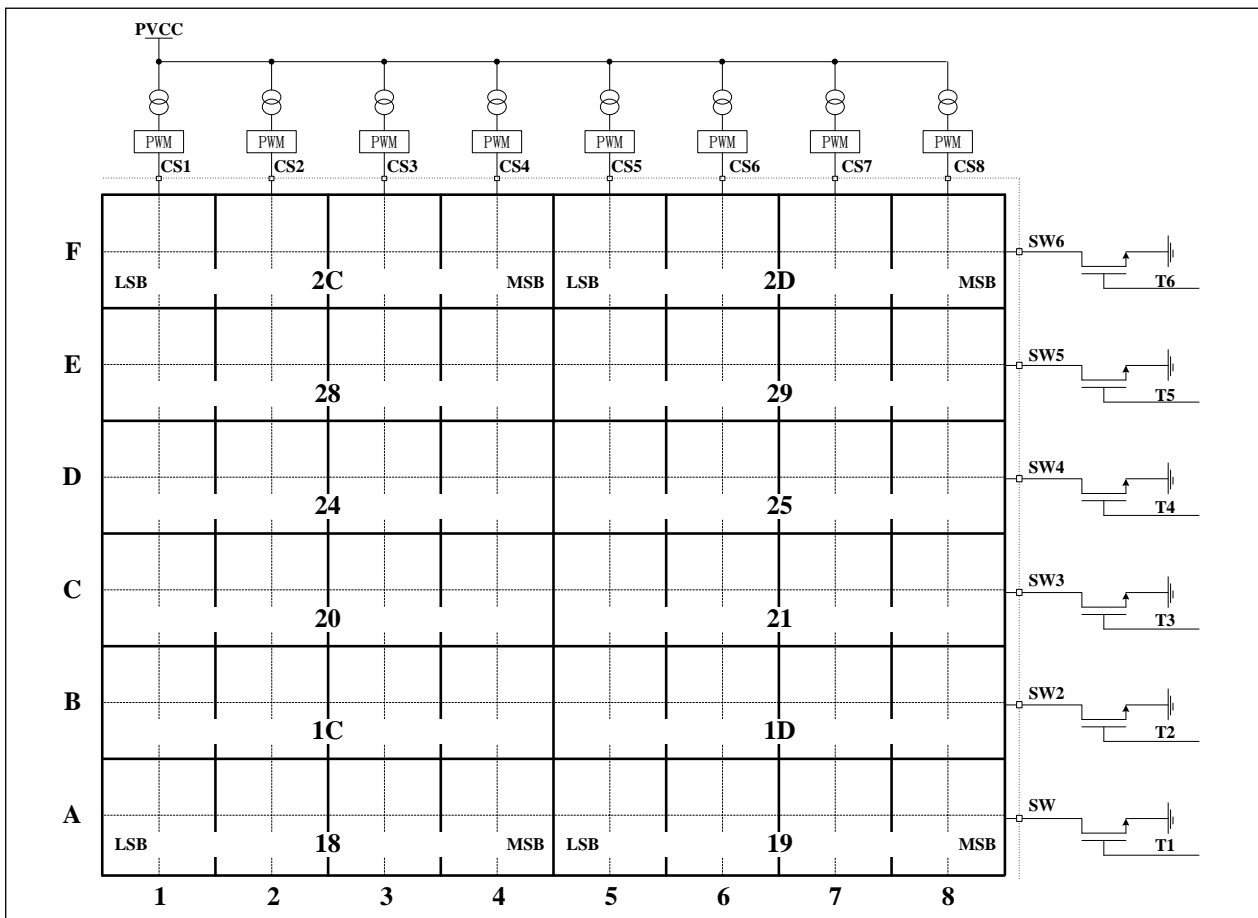 PVCC
PWM PWM PWM PWM PWM PWM PWM PWM
CS1 CS2 CS3 CS4 CS5 CS6 CS7 CS8
F SW6
LSB 2C MSB LSB 2D MSB T6
E SW5
28 29 T5
D SW4
24 25 T4
C SW3
20 21 T3
B SW2
1C 1D T2
A SW
LSB 18 MSB LSB 19 MSB T1
1 2 3 4 5 6 7 8